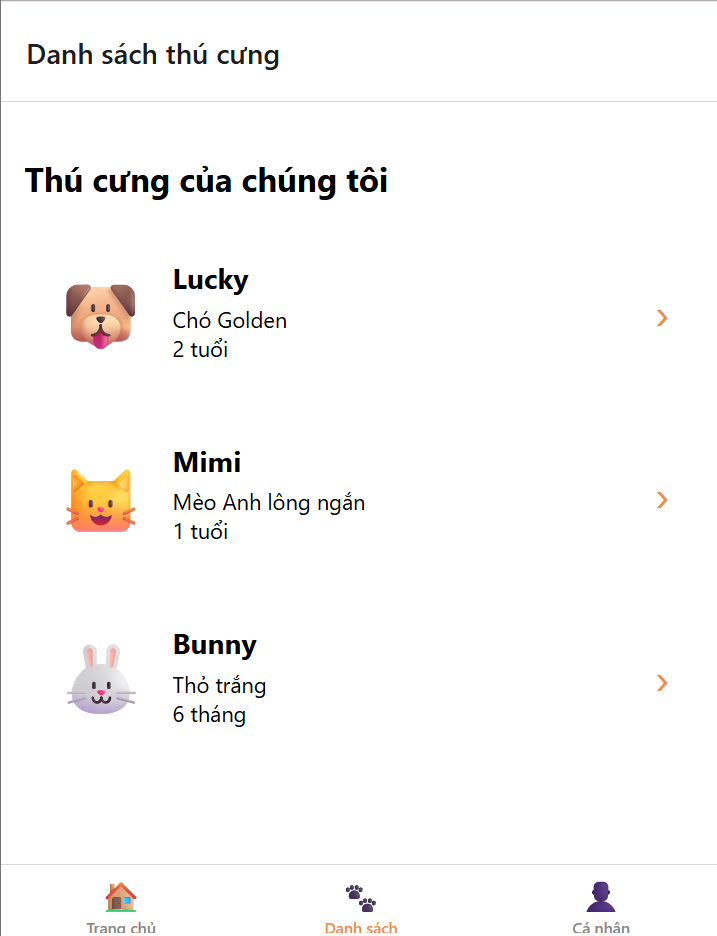 Danh sách thú cưng
Thú cưng của chúng tôi
Lucky
Chó Golden
2 tuổi
Mimi
Mèo Anh lông ngắn
1 tuổi
Bunny
Thỏ trắng
6 tháng
Trang chủ
Danh sách
Cá nhân